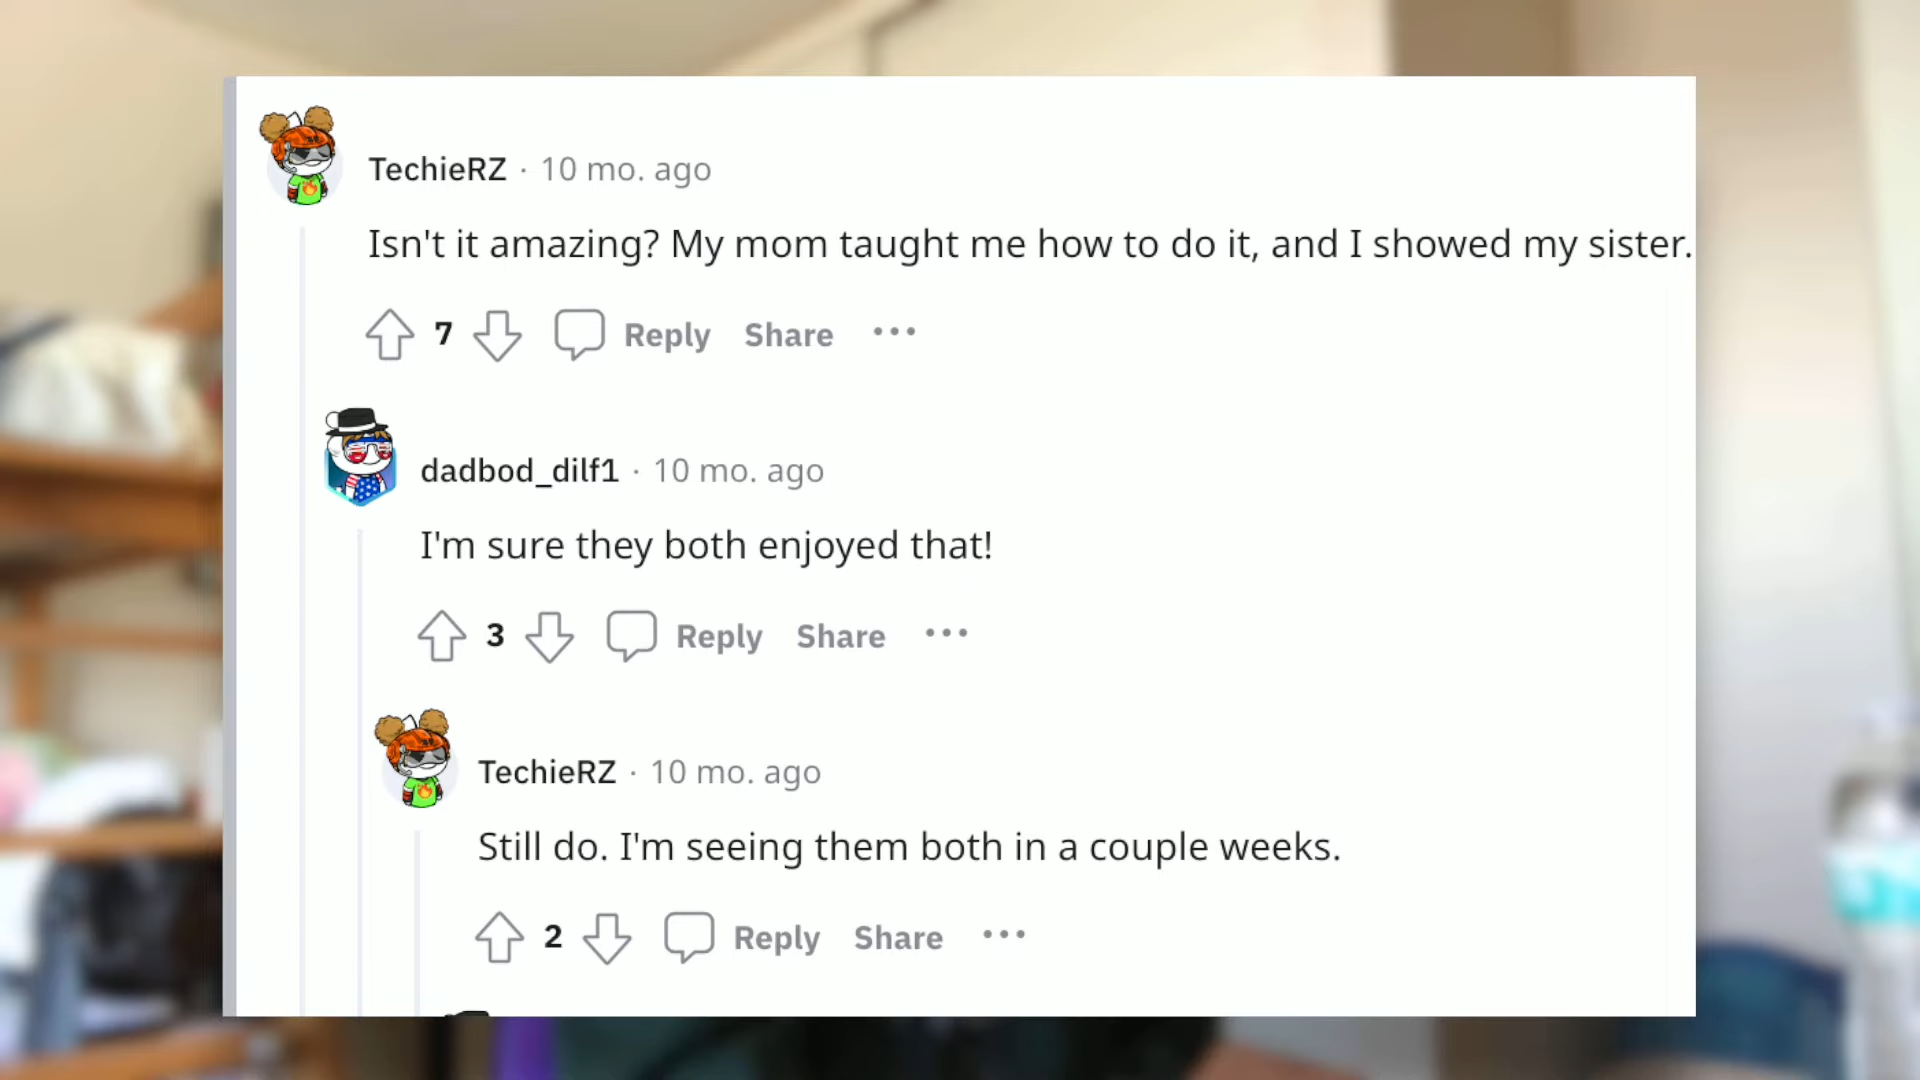 TechieRZ · 10 mo. ago
Isn't it amazing? My mom taught me how to do it, and I showed my sister.
7 Reply Share ···
dadbod_dilf1 · 10 mo. ago
I'm sure they both enjoyed that!
3 Reply Share ···
TechieRZ · 10 mo. ago
Still do. I'm seeing them both in a couple weeks.
2 Reply Share ···